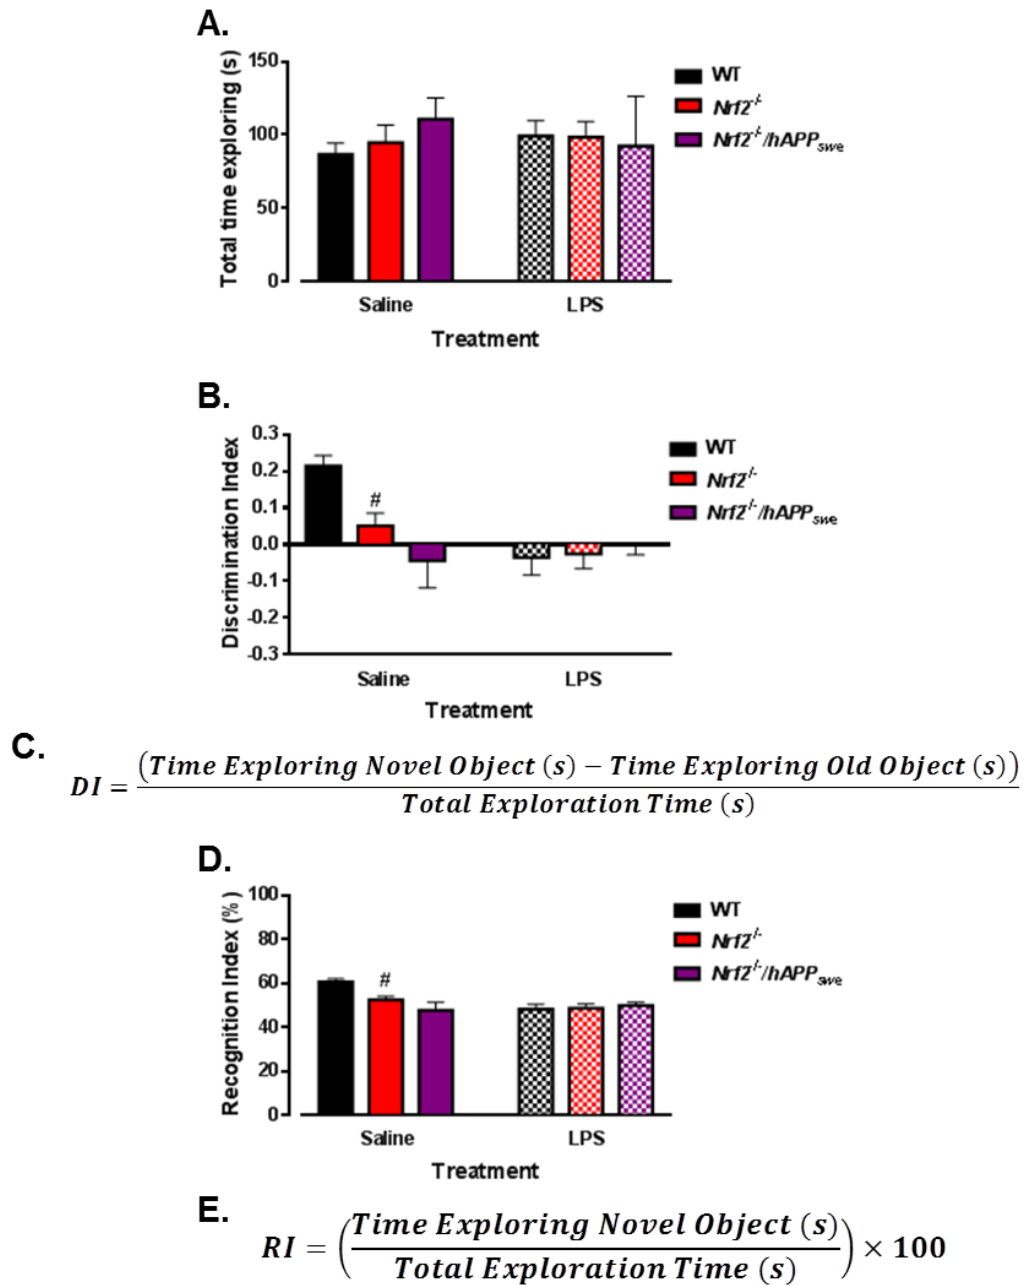 A.
Total time exploring (s)
150
100
50
0
Saline
LPS
Treatment
WT
Nrf2-/-
Nrf2-/-/hAPPswe
B.
Discrimination Index
0.3
0.2
0.1
0.0
-0.1
-0.2
-0.3
#
Saline
LPS
Treatment
WT
Nrf2-/-
Nrf2-/-/hAPPswe
C.
DI = (Time Exploring Novel Object (s) − Time Exploring Old Object (s))
Total Exploration Time (s)
D.
Recognition Index (%)
100
80
60
40
20
0
#
Saline
LPS
Treatment
WT
Nrf2-/-
Nrf2-/-/hAPPswe
E.
RI = (Time Exploring Novel Object (s)
Total Exploration Time (s)) × 100